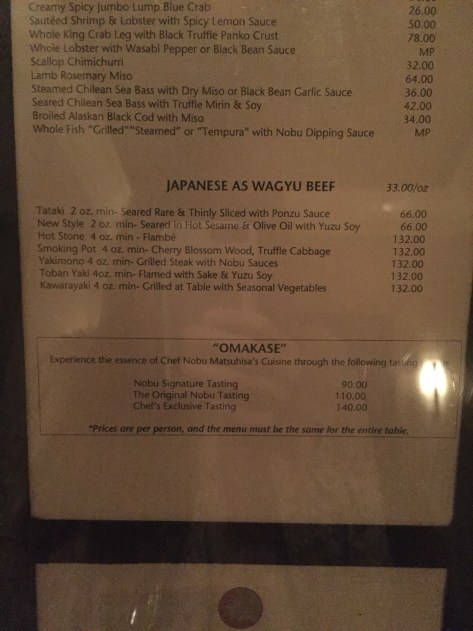 Creamy Spicy Jumbo Lump Blue Crab 26.00
Sautéed Shrimp & Lobster with Spicy Lemon Sauce 50.00
Whole King Crab Leg with Black Truffle Panko Crust 78.00
Whole Lobster with Wasabi Pepper or Black Bean Sauce MP
Scallop Chimichurri 32.00
Lamb Rosemary Miso 64.00
Steamed Chilean Sea Bass with Dry Miso or Black Bean Garlic Sauce 36.00
Seared Chilean Sea Bass with Truffle Mirin & Soy 42.00
Broiled Alaskan Black Cod with Miso 34.00
Whole Fish "Grilled""Steamed" or "Tempura" with Nobu Dipping Sauce MP
JAPANESE A5 WAGYU BEEF 33.00/oz
Tataki 2 oz. min- Seared Rare & Thinly Sliced with Ponzu Sauce 66.00
New Style 2 oz. min- Seared in Hot Sesame & Olive Oil with Yuzu Soy 66.00
Hot Stone 4 oz. min - Flambé 132.00
Smoking Pot 4 oz. min- Cherry Blossom Wood, Truffle Cabbage 132.00
Yakimono 4 oz. min- Grilled Steak with Nobu Sauces 132.00
Toban Yaki 4oz. min- Flamed with Sake & Yuzu Soy 132.00
Kawarayaki 4 oz. min- Grilled at Table with Seasonal Vegetables 132.00
"OMAKASE"
Experience the essence of Chef Nobu Matsuhisa's Cuisine through the following tasting
Nobu Signature Tasting 90.00
The Original Nobu Tasting 110.00
Chef's Exclusive Tasting 140.00
*Prices are per person, and the menu must be the same for the entire table.